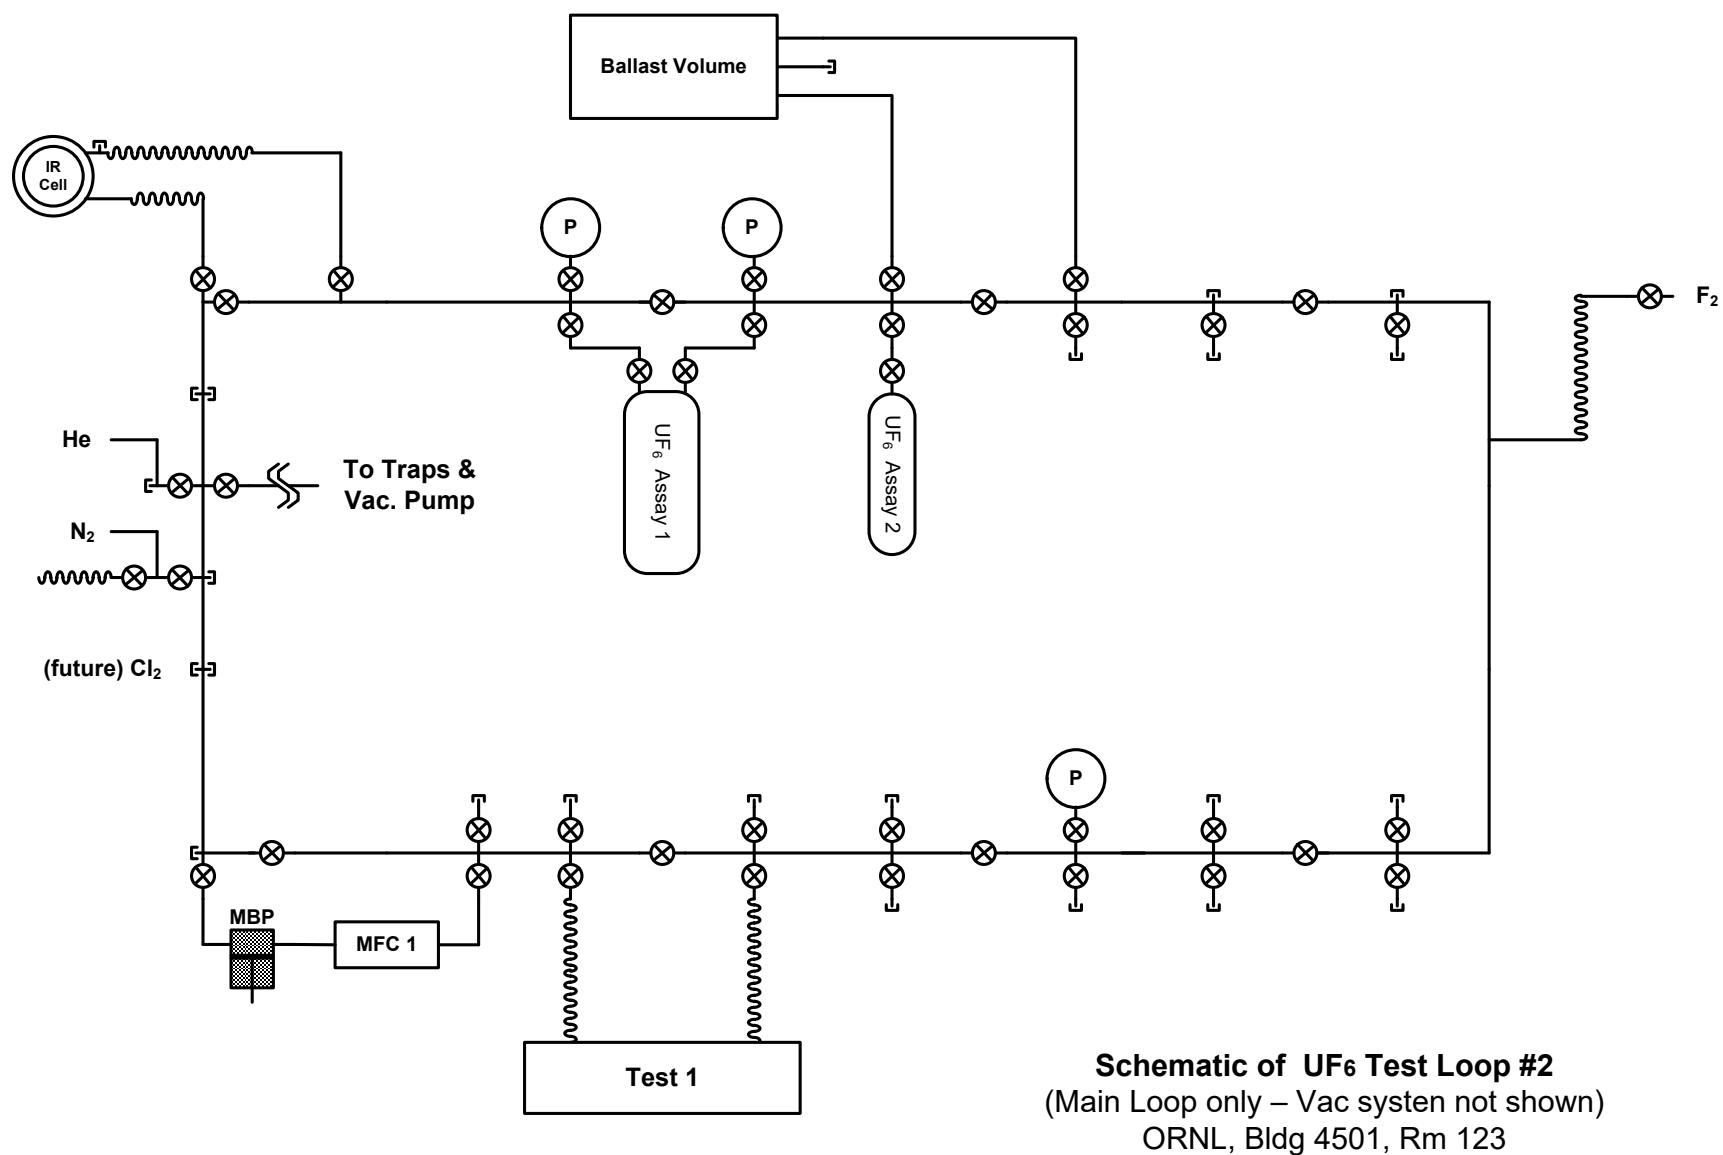 Ballast Volume
IR
Cell
P
P
F₂
He
To Traps &
Vac. Pump
UF₆ Assay 1
UF₆ Assay 2
N₂
(future) Cl₂
P
MBP
MFC 1
Test 1
Schematic of UF₆ Test Loop #2
(Main Loop only – Vac systen not shown)
ORNL, Bldg 4501, Rm 123